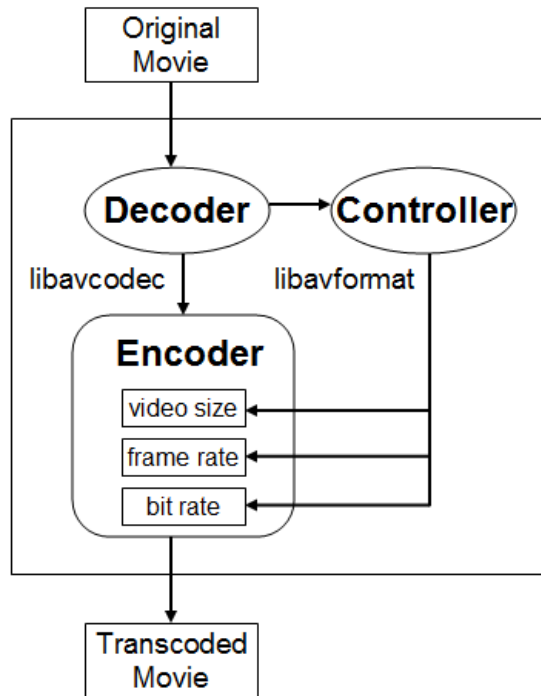 Original
Movie
Decoder
Controller
libavcodec
libavformat
Encoder
video size
frame rate
bit rate
Transcoded
Movie